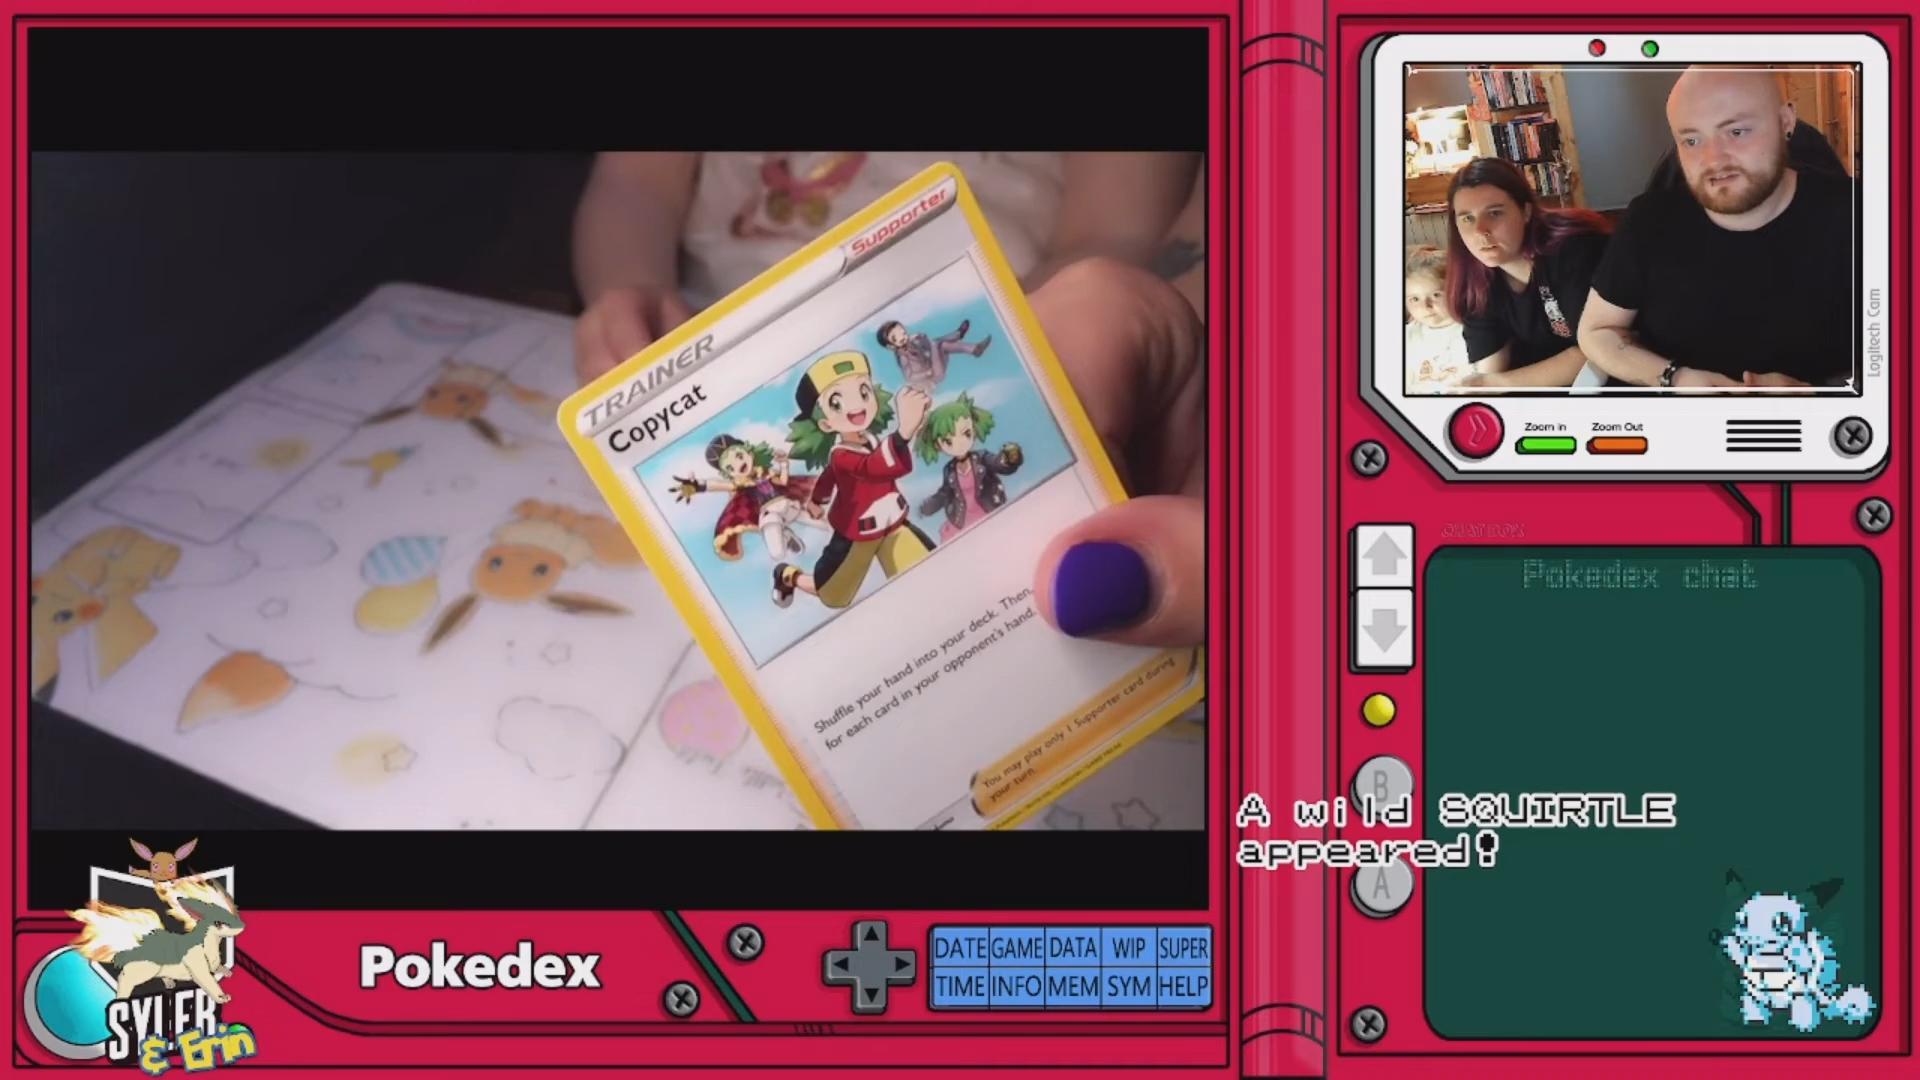 TRAINER
Supporter
Copycat
Shuffle your hand into your deck. Then,
for each card in your opponent's hand.
You may play only 1 Supporter card during
your turn.
Logitech Cam
Zoom in
Zoom Out
CHAT BOX
Pokedex chat
B
A
A wild SQUIRTLE
appeared!
Pokedex
DATE GAME DATA WIP SUPER
TIME INFO MEM SYM HELP
SYLER
& Erin